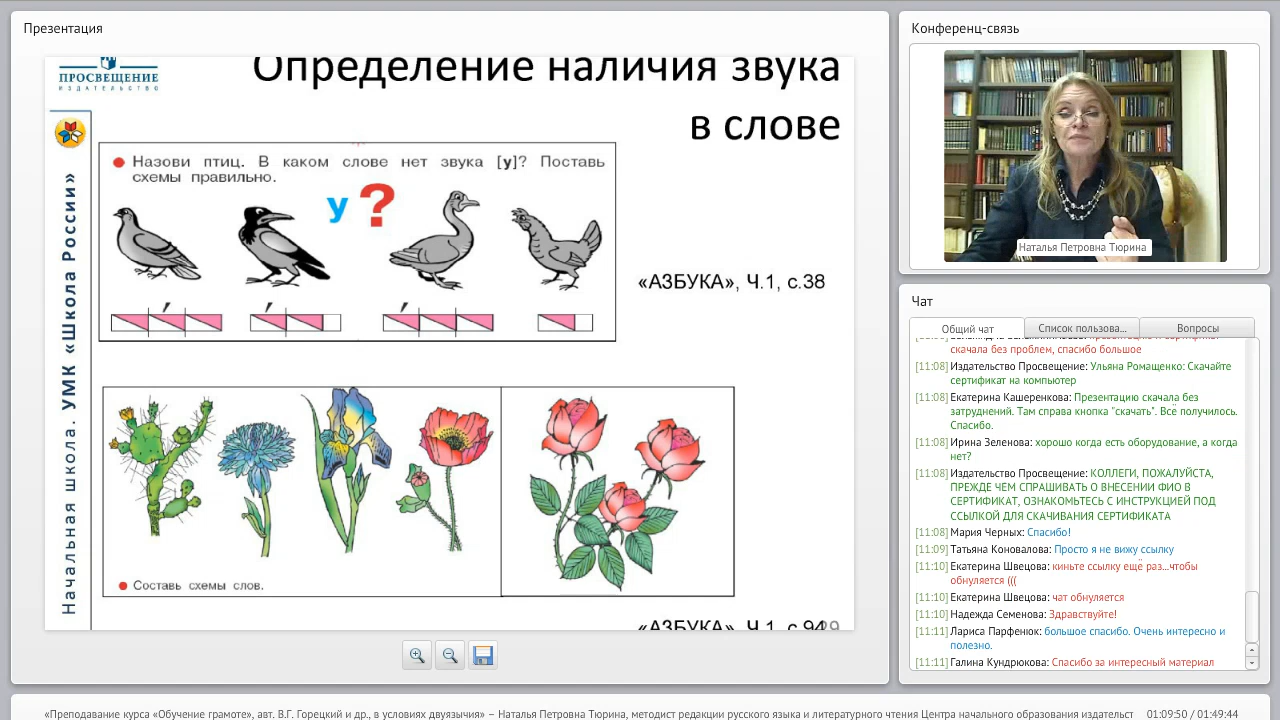 Презентация
ПРОСВЕЩЕНИЕ
ИЗДАТЕЛЬСТВО
Определение наличия звука
в слове
Начальная школа. УМК «Школа России»
Назови птиц. В каком слове нет звука [у]? Поставь
схемы правильно.
у ?
«АЗБУКА», Ч.1, с.38
Составь схемы слов.
«АЗБУКА», Ч.1, с.94
29
Конференц-связь
Наталья Петровна Тюрина
Чат
Общий чат
Список пользова...
Вопросы
скачала без проблем, спасибо большое
[11:08] Издательство Просвещение: Ульяна Ромащенко: Скачайте
сертификат на компьютер
[11:08] Екатерина Кашеренкова: Презентацию скачала без
затруднений. Там справа кнопка "скачать". Всё получилось.
Спасибо.
[11:08] Ирина Зеленова: хорошо когда есть оборудование, а когда
нет?
[11:08] Издательство Просвещение: КОЛЛЕГИ, ПОЖАЛУЙСТА,
ПРЕЖДЕ ЧЕМ СПРАШИВАТЬ О ВНЕСЕНИИ ФИО В
СЕРТИФИКАТ, ОЗНАКОМЬТЕСЬ С ИНСТРУКЦИЕЙ ПОД
ССЫЛКОЙ ДЛЯ СКАЧИВАНИЯ СЕРТИФИКАТА
[11:08] Мария Черных: Спасибо!
[11:09] Татьяна Коновалова: Просто я не вижу ссылку
[11:10] Екатерина Швецова: киньте ссылку ещё раз...чтобы
обнуляется (((
[11:10] Екатерина Швецова: чат обнуляется
[11:10] Надежда Семенова: Здравствуйте!
[11:11] Лариса Парфенюк: большое спасибо. Очень интересно и
полезно.
[11:11] Галина Кундрюкова: Спасибо за интересный материал
«Преподавание курса «Обучение грамоте», авт. В.Г. Горецкий и др., в условиях двуязычия» – Наталья Петровна Тюрина, методист редакции русского языка и литературного чтения Центра начального образования издательст
01:09:50 / 01:49:44